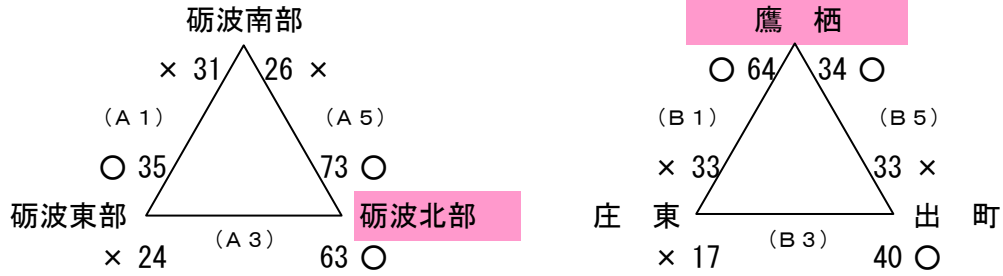 砺波南部
× 31 26 ×
（Ａ１） （Ａ５）
○ 35 73 ○
砺波東部 砺波北部
（Ａ３）
× 24 63 ○
鷹　栖
○ 64 34 ○
（Ｂ１） （Ｂ５）
× 33 33 ×
庄　東 出　町
（Ｂ３）
× 17 40 ○